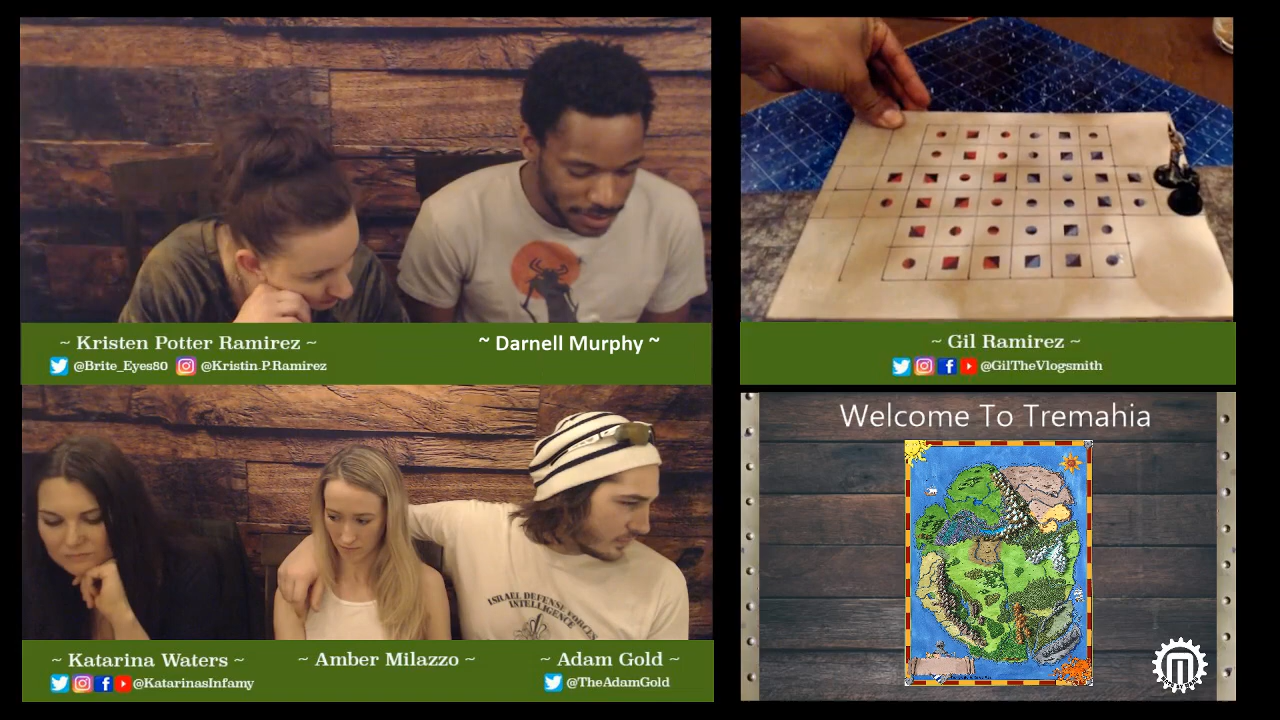 ~ Kristen Potter Ramirez ~
@Brite_Eyes80 @Kristin.P.Ramirez
~ Darnell Murphy ~
~ Gil Ramirez ~
@GilTheVlogsmith
Welcome To Tremahia
ISRAEL DEFENSE FORCES
INTELLIGENCE
~ Katarina Waters ~
@KatarinasInfamy
~ Amber Milazzo ~
~ Adam Gold ~
@TheAdamGold